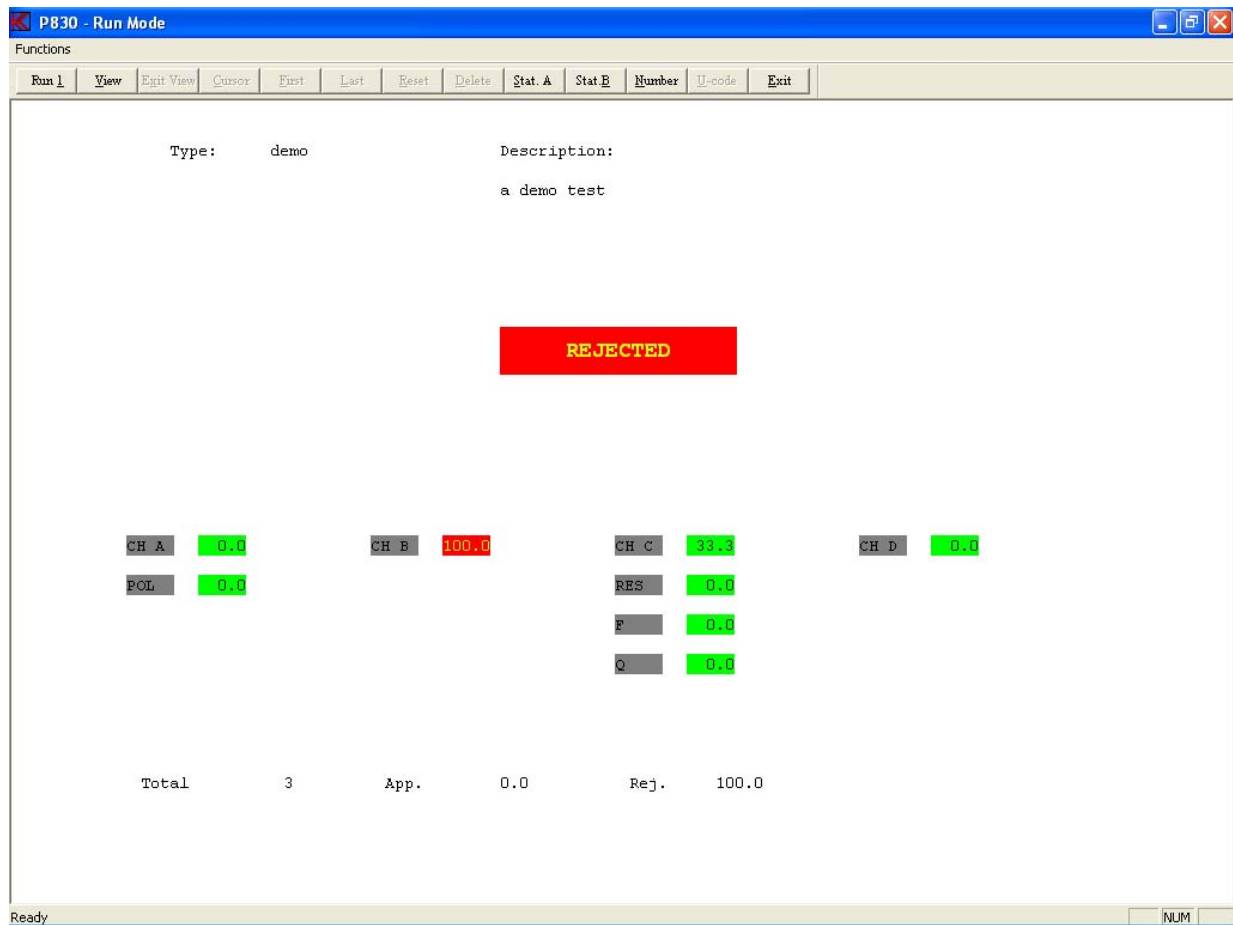 P830 - Run Mode
Functions
Run 1 View Exit View Cursor First Last Reset Delete Stat. A Stat.B Number U-code Exit
Type: demo Description:
a demo test
REJECTED
CH A 0.0 CH B 100.0 CH C 33.3 CH D 0.0
POL 0.0 RES 0.0
F 0.0
Q 0.0
Total 3 App. 0.0 Rej. 100.0
Ready NUM